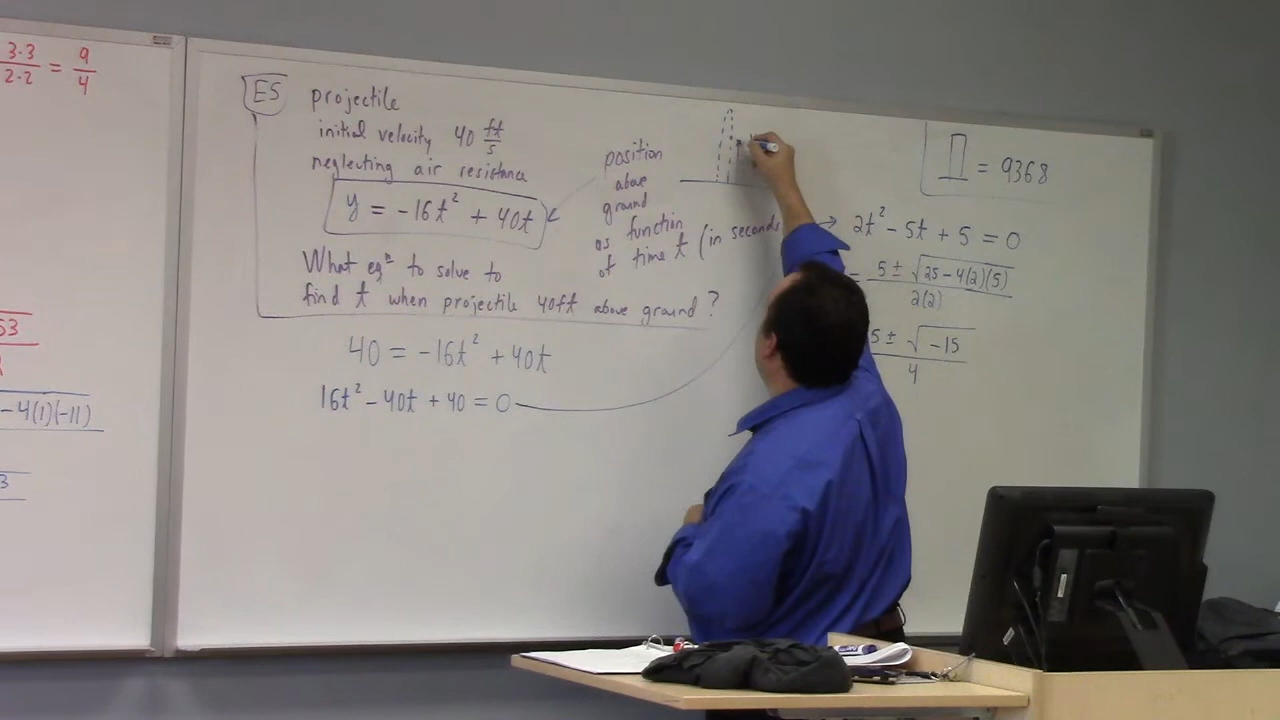 3·3/2·2 = 9/4
53
– 4(1)(–11)
3
E5 projectile
initial velocity 40 ft/s
neglecting air resistance
y = –16t² + 40t
What eqⁿ to solve to
find t when projectile 40ft above ground?
40 = –16t² + 40t
16t² – 40t + 40 = 0
position
above
ground
as function
of time t (in seconds
→ 2t² – 5t + 5 = 0
= 5 ± √25 – 4(2)(5) / 2(2)
5 ± √–15 / 4
= 9368